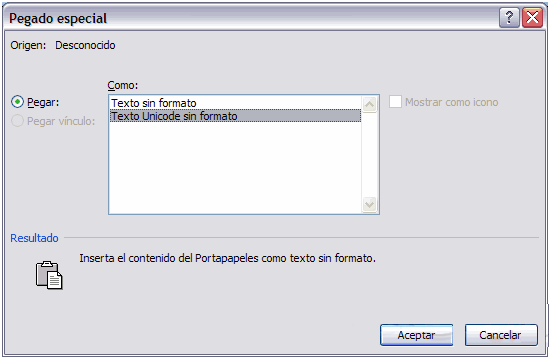 Pegado especial
Origen: Desconocido
Como:
Pegar:
Pegar vínculo:
Texto sin formato
Texto Unicode sin formato
Mostrar como icono
Resultado
Inserta el contenido del Portapapeles como texto sin formato.
Aceptar
Cancelar